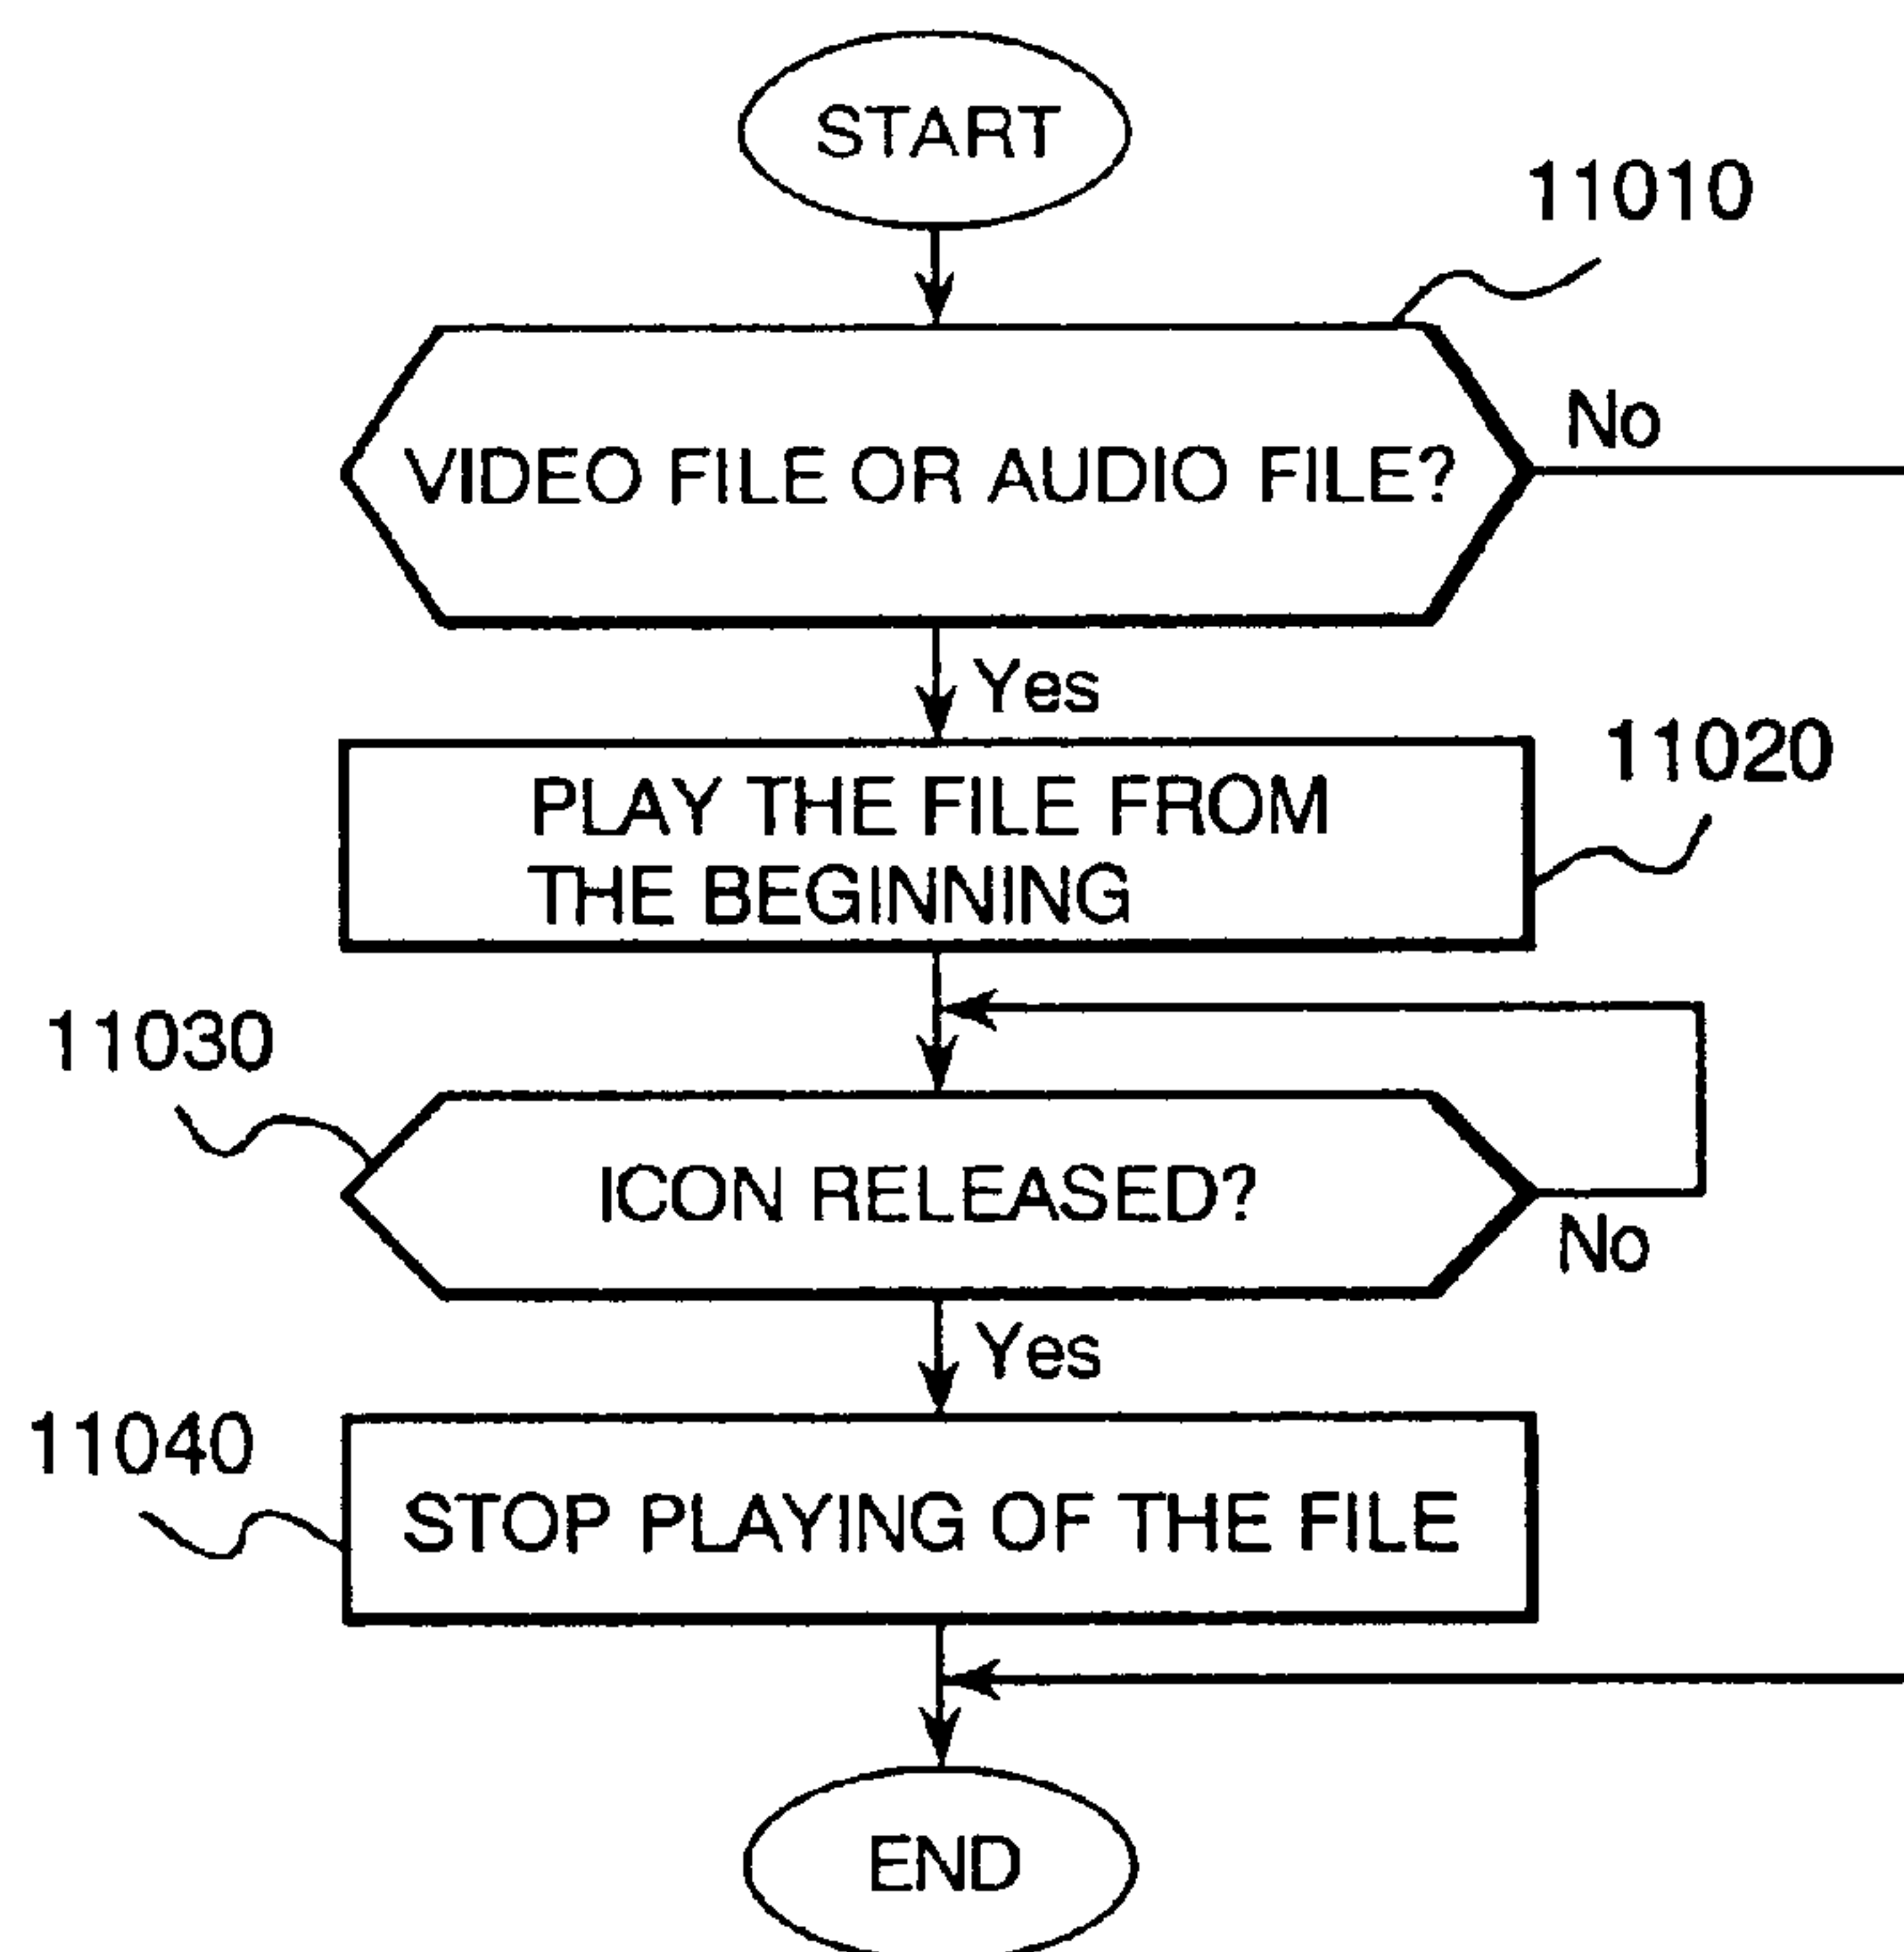 START
11010
VIDEO FILE OR AUDIO FILE?
No
Yes
11020
PLAY THE FILE FROM
THE BEGINNING
11030
ICON RELEASED?
No
Yes
11040
STOP PLAYING OF THE FILE
END